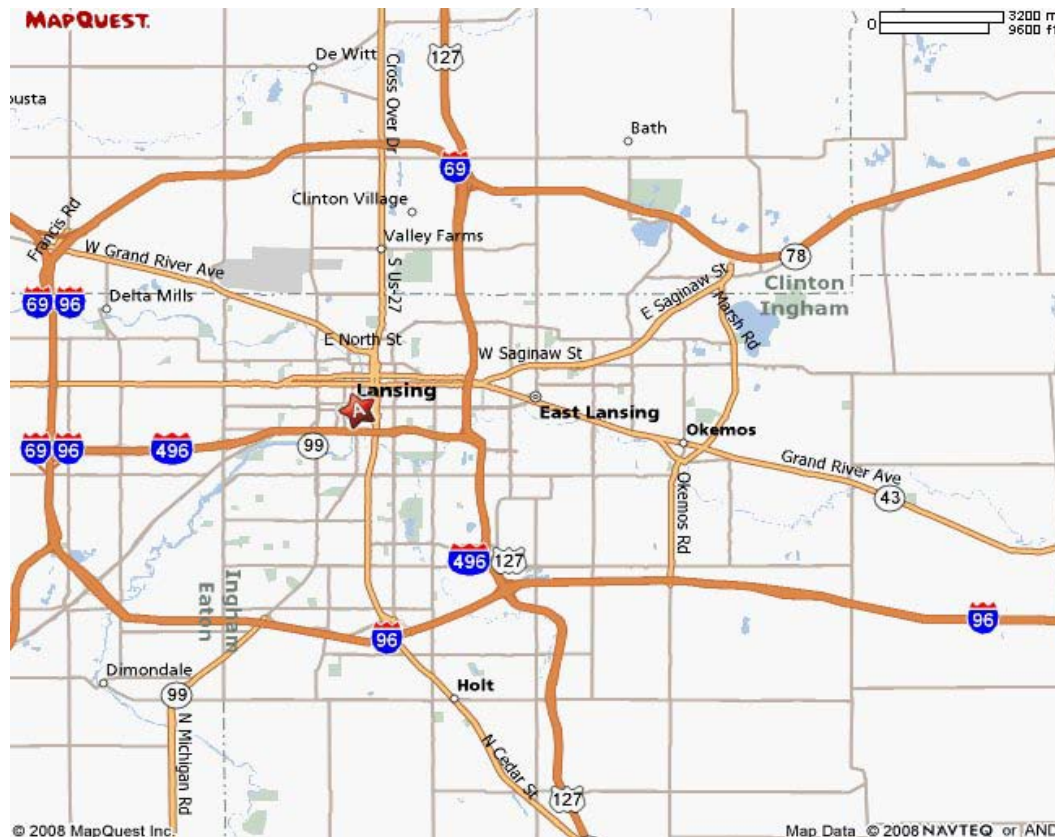 MAPQUEST.
0
3200 m
9600 ft
De Witt
127
Cross Over Dr
usta
Bath
69
Clinton Village
Francis Rd
Valley Farms
W Grand River Ave
78
S Us-27
E Saginaw St
Clinton
69 96
Delta Mills
Ingham
Marsh Rd
E North St
W Saginaw St
Lansing
A
East Lansing
Okemos
69 96
496
99
Grand River Ave
43
Okemos Rd
496
127
Ingham
Eaton
96
96
Dimondale
99
Holt
N Michigan Rd
N Cedar St
127
© 2008 MapQuest Inc.
Map Data © 2008 NAVTEQ or AND